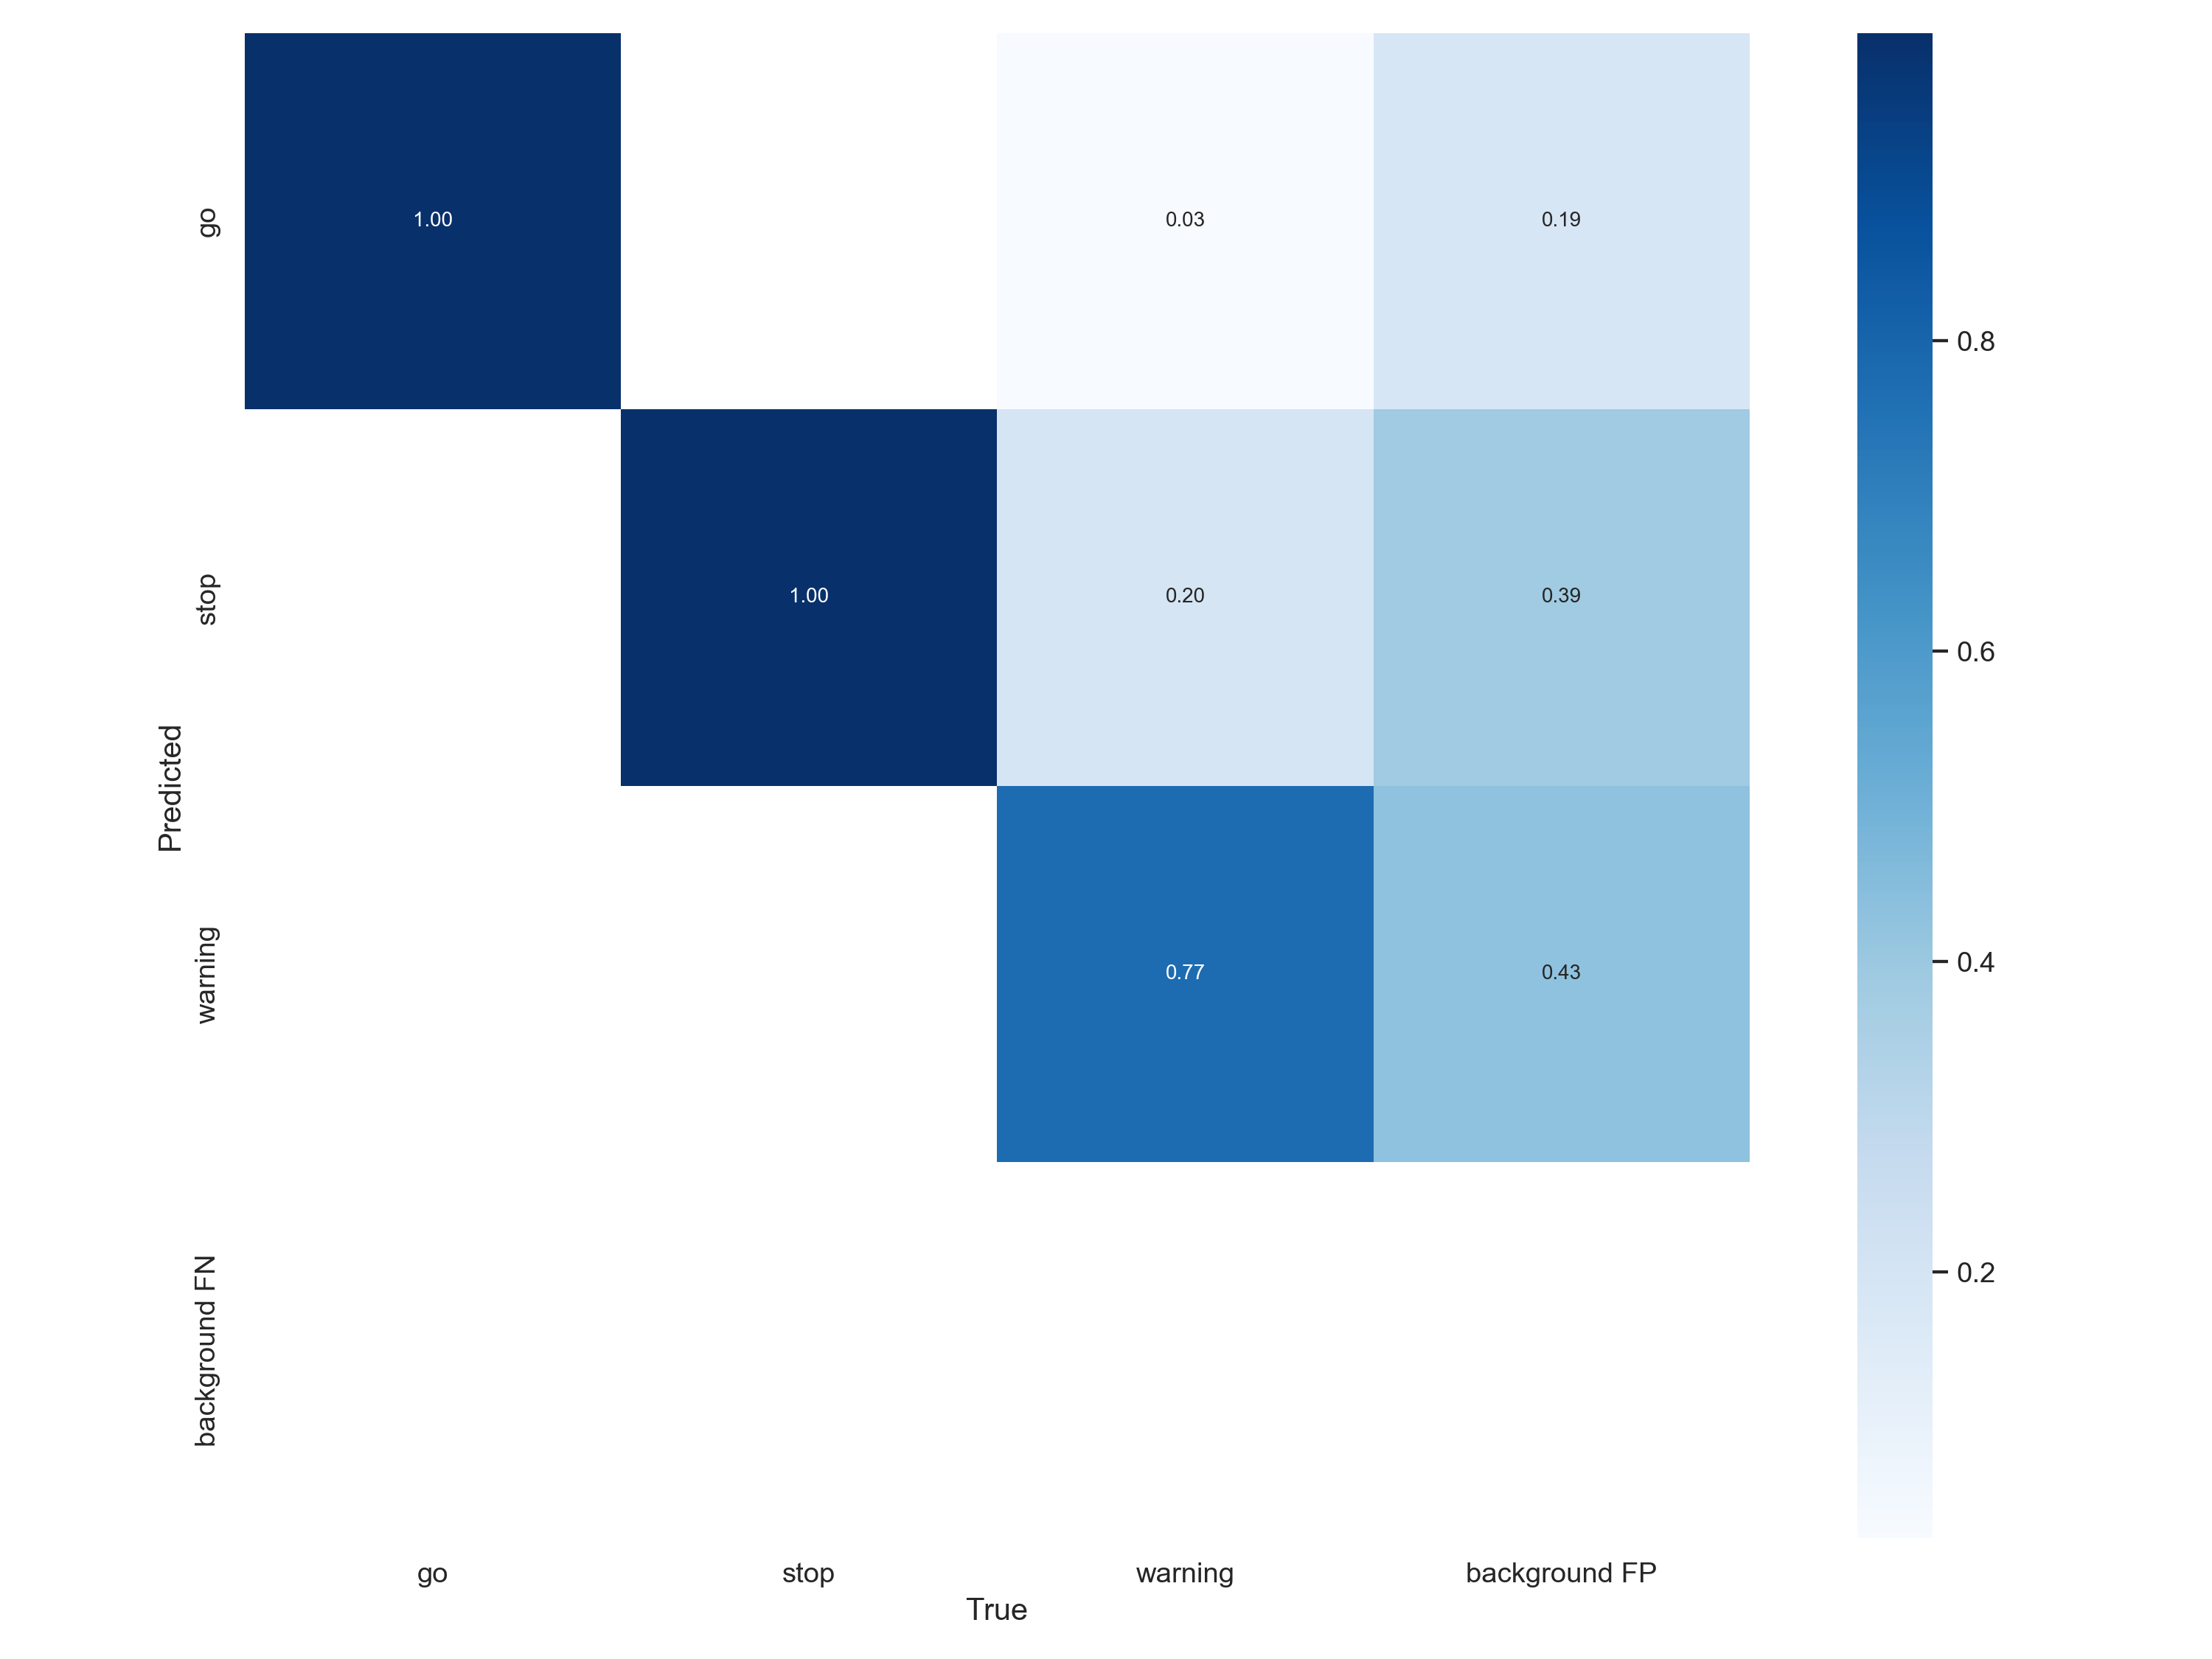 go
1.00
0.03
0.19
0.8
stop
1.00
0.20
0.39
0.6
Predicted
warning
0.77
0.43
0.4
background FN
0.2
go
stop
warning
background FP
True